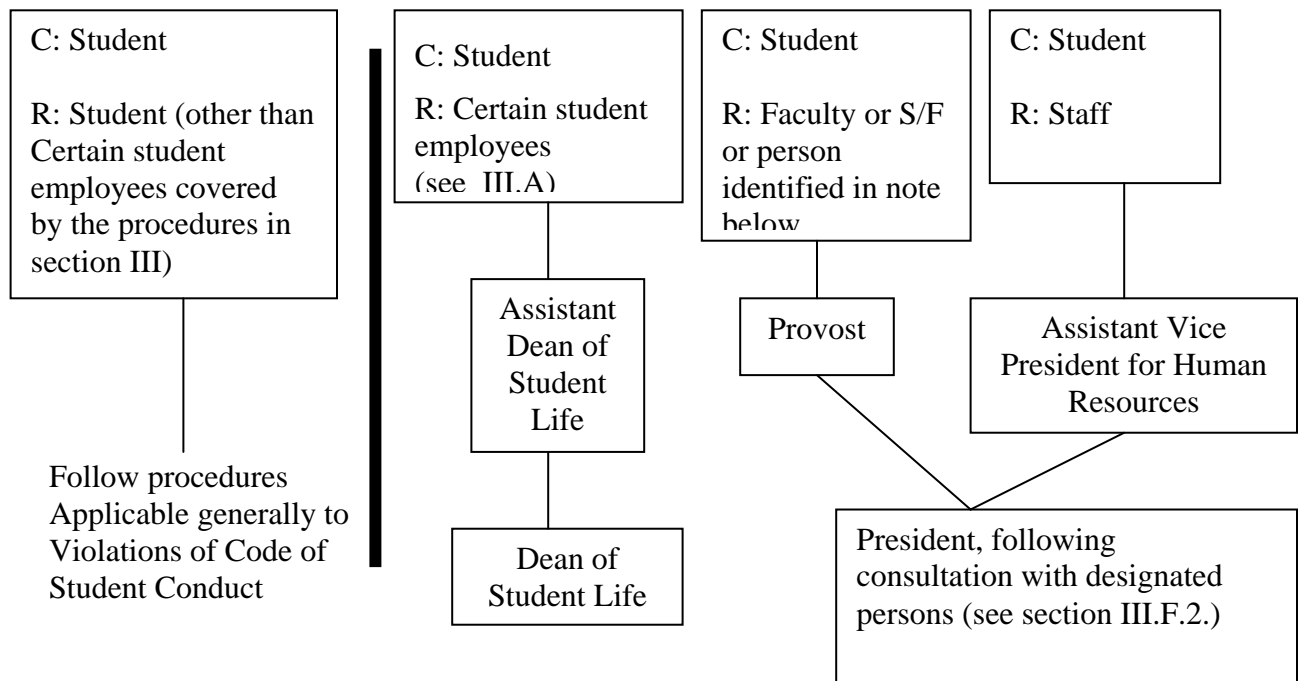 C: Student
R: Student (other than
Certain student
employees covered
by the procedures in
section III)
Follow procedures
Applicable generally to
Violations of Code of
Student Conduct
C: Student
R: Certain student
employees
(see III.A)
Assistant
Dean of
Student
Life
Dean of
Student Life
C: Student
R: Faculty or S/F
or person
identified in note
below
Provost
C: Student
R: Staff
Assistant Vice
President for Human
Resources
President, following
consultation with designated
persons (see section III.F.2.)